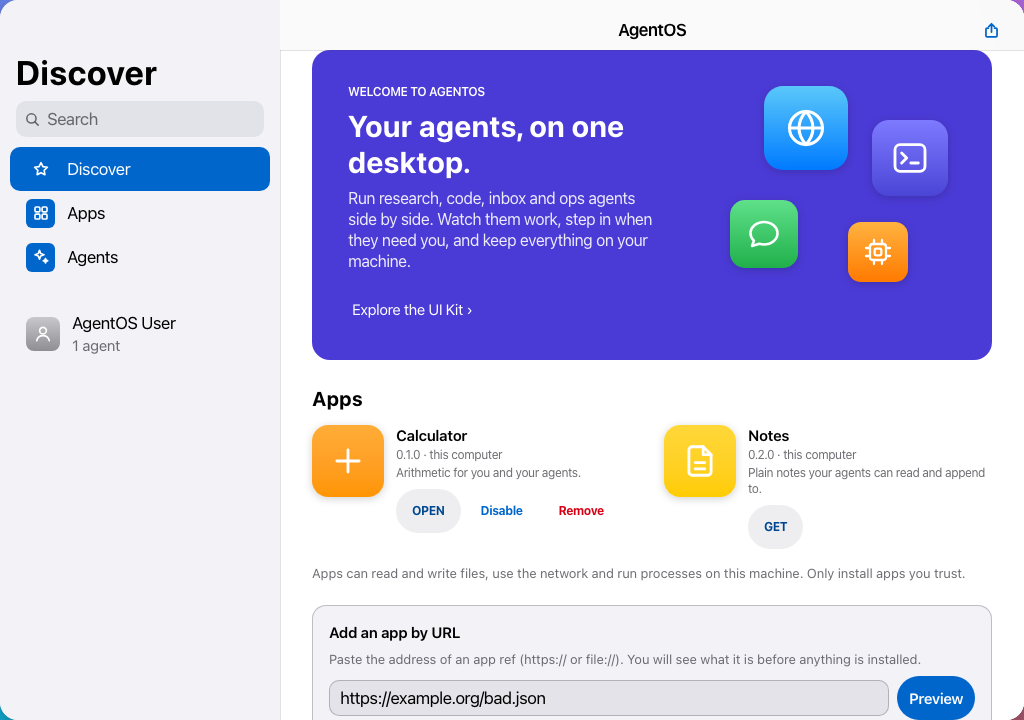 Discover
Search
Discover
Apps
Agents
AgentOS User
1 agent
AgentOS
WELCOME TO AGENTOS
Your agents, on one
desktop.
Run research, code, inbox and ops agents
side by side. Watch them work, step in when
they need you, and keep everything on your
machine.
Explore the UI Kit ›
Apps
Calculator
0.1.0 · this computer
Arithmetic for you and your agents.
OPEN Disable Remove
Notes
0.2.0 · this computer
Plain notes your agents can read and append
to.
GET
Apps can read and write files, use the network and run processes on this machine. Only install apps you trust.
Add an app by URL
Paste the address of an app ref (https:// or file://). You will see what it is before anything is installed.
https://example.org/bad.json
Preview